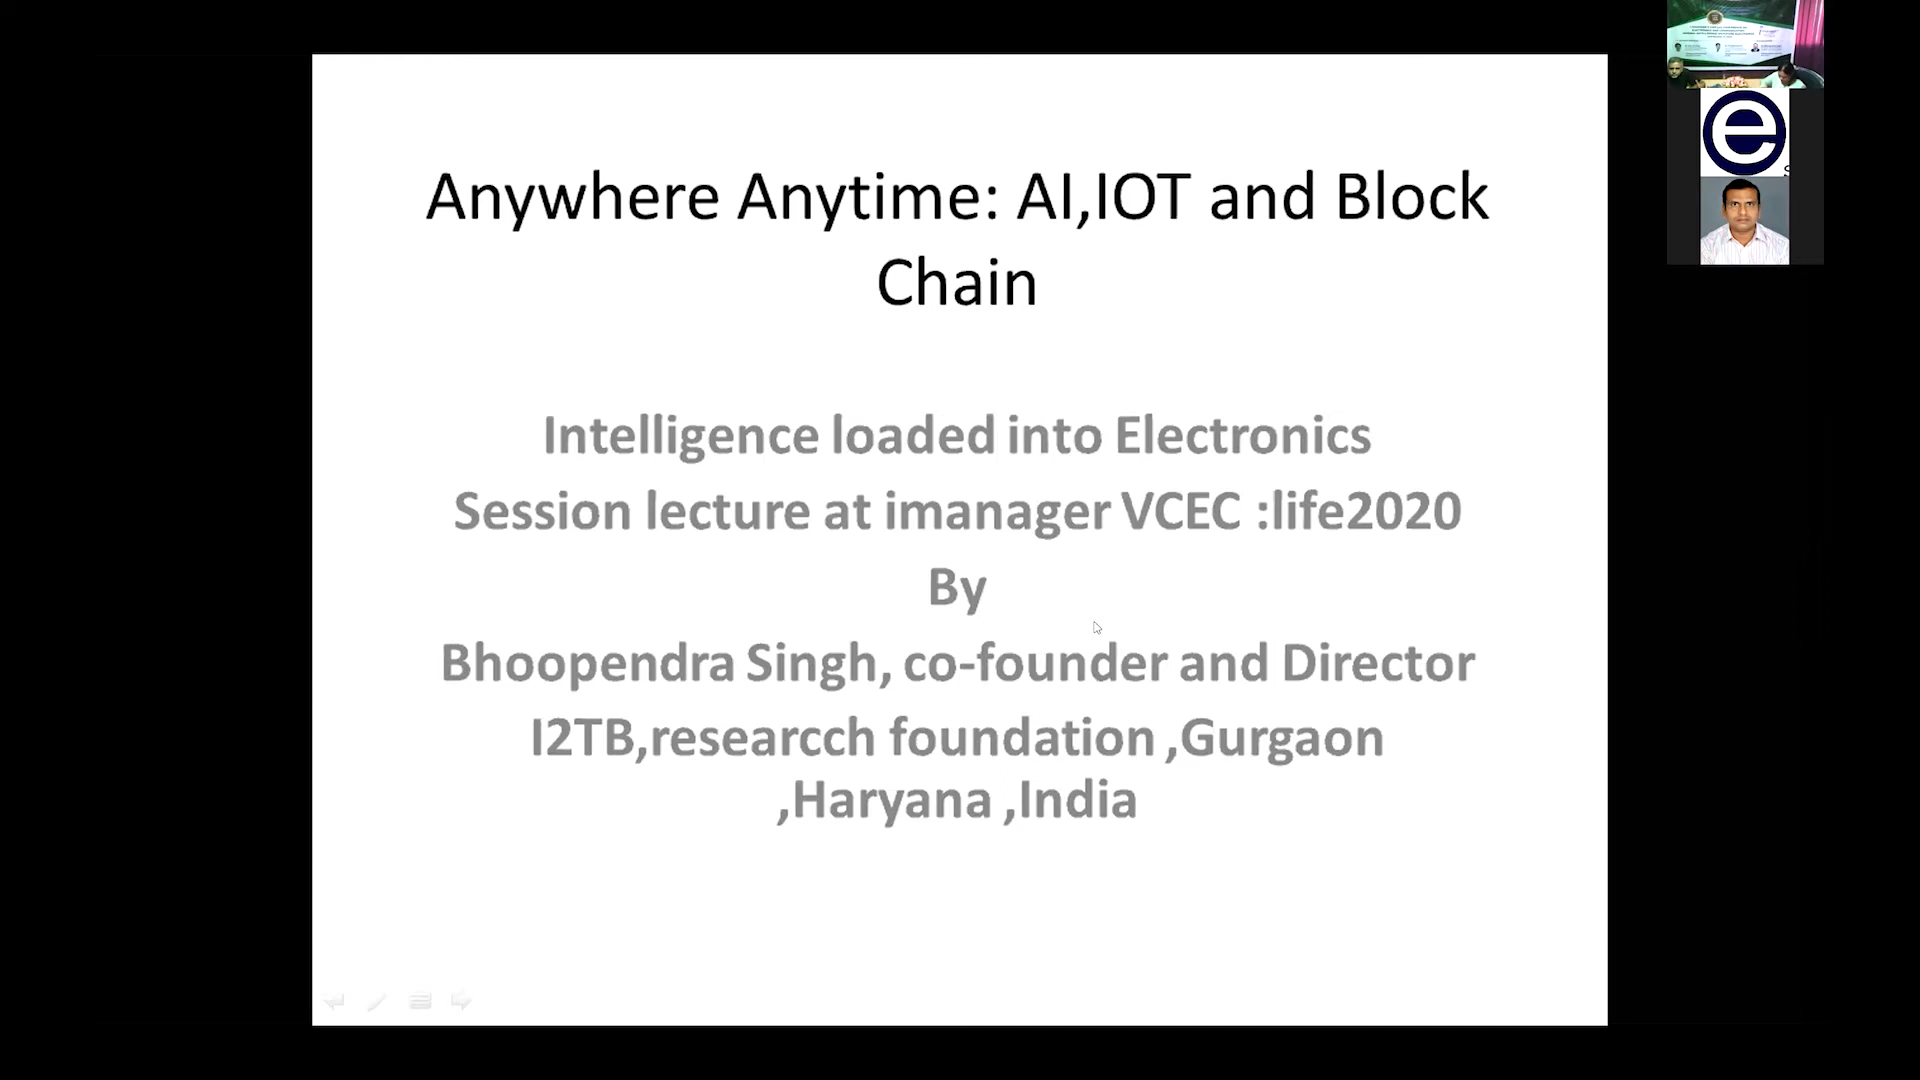 Anywhere Anytime: AI,IOT and Block
Chain
Intelligence loaded into Electronics
Session lecture at imanager VCEC :life2020
By
Bhoopendra Singh, co-founder and Director
I2TB,researcch foundation ,Gurgaon
,Haryana ,India
e